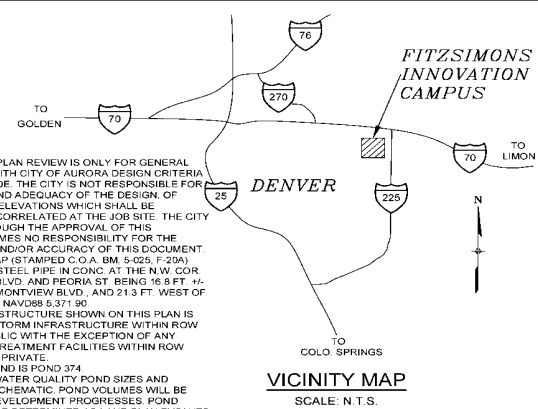 76
FITZSIMONS
INNOVATION
CAMPUS
270
TO
GOLDEN
70
TO
LIMON
70
PLAN REVIEW IS ONLY FOR GENERAL
ITH CITY OF AURORA DESIGN CRITERIA
DE. THE CITY IS NOT RESPONSIBLE FOR
ND ADEQUACY OF THE DESIGN, OF
ELEVATIONS WHICH SHALL BE
CORRELATED AT THE JOB SITE. THE CITY
OUGH THE APPROVAL OF THIS
MES NO RESPONSIBILITY FOR THE
ND/OR ACCURACY OF THIS DOCUMENT.
AP (STAMPED C.O.A. BM, 5-025, F-20A)
STEEL PIPE IN CONC. AT THE N.W. COR.
BLVD. AND PEORIA ST. BEING 16.8 FT. +/-
MONTVIEW BLVD., AND 21.3 FT. WEST OF
NAVD88 5,371.90.
STRUCTURE SHOWN ON THIS PLAN IS
TORM INFRASTRUCTURE WITHIN ROW
LIC WITH THE EXCEPTION OF ANY
REATMENT FACILITIES WITHIN ROW
PRIVATE.
ND IS POND 374.
WATER QUALITY POND SIZES AND
CHEMATIC. POND VOLUMES WILL BE
EVELOPMENT PROGRESSES. POND
25
DENVER
225
N
TO
COLO. SPRINGS
VICINITY MAP
SCALE: N.T.S.